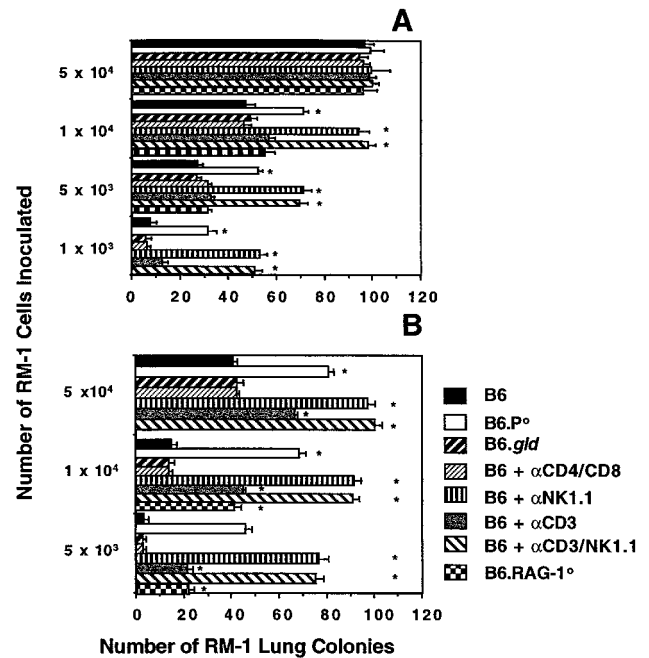 A
Number of RM-1 Cells Inoculated
5 x 10⁴
1 x 10⁴
*
*
*
5 x 10³
*
*
*
1 x 10³
*
*
*
0 20 40 60 80 100 120
B
5 x10⁴
*
*
*
*
1 x 10⁴
*
*
*
*
*
5 x 10³
*
*
*
*
0 20 40 60 80 100 120
Number of RM-1 Lung Colonies
B6
B6.Pº
B6.gld
B6 + αCD4/CD8
B6 + αNK1.1
B6 + αCD3
B6 + αCD3/NK1.1
B6.RAG-1º